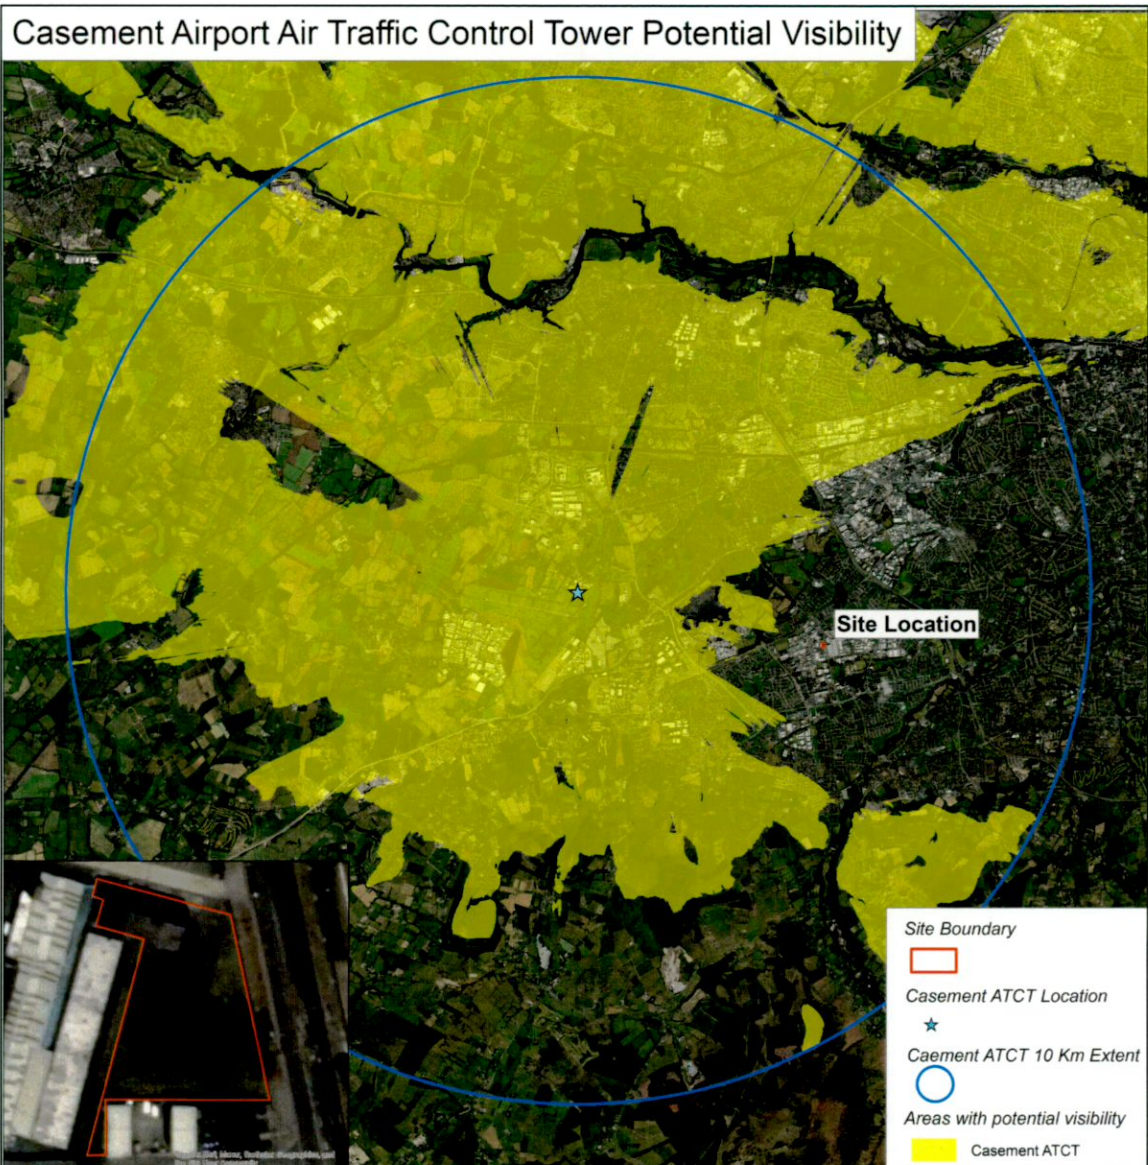 Casement Airport Air Traffic Control Tower Potential Visibility
Site Location
Site Boundary
Casement ATCT Location
Caement ATCT 10 Km Extent
Areas with potential visibility
Casement ATCT